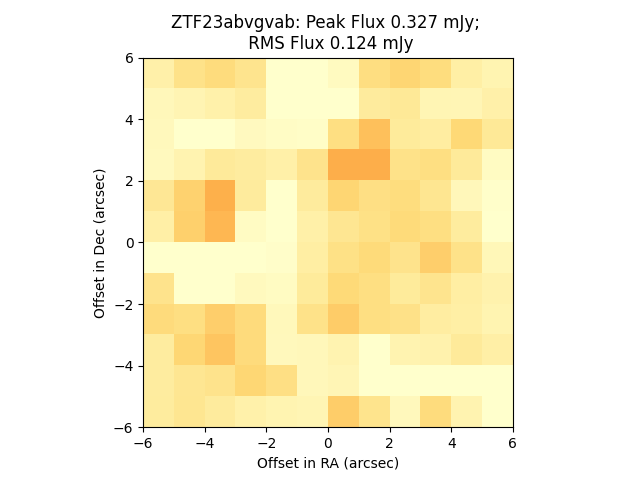 ZTF23abvgvab: Peak Flux 0.327 mJy;
RMS Flux 0.124 mJy
6
4
2
0
−2
−4
−6
Offset in Dec (arcsec)
−6 −4 −2 0 2 4 6
Offset in RA (arcsec)